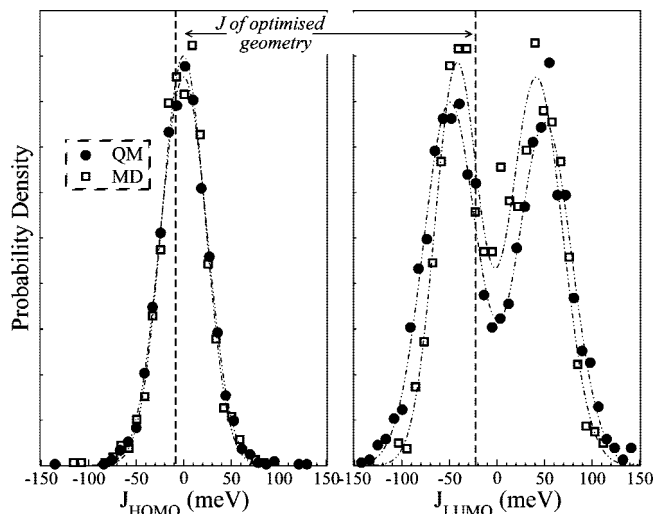 J of optimised
geometry
QM
MD
Probability Density
-150 -100 -50 0 50 100 150
-150 -100 -50 0 50 100 150
J_HOMO (meV)
J_LUMO (meV)